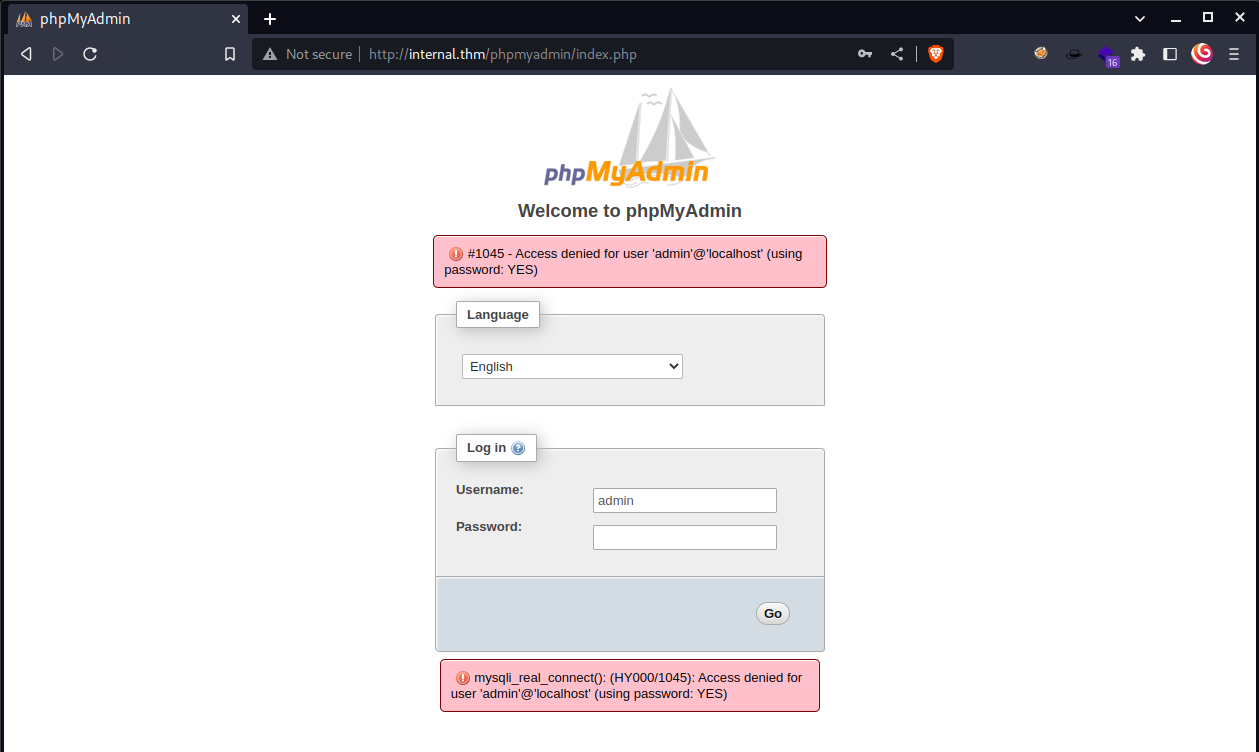 phpMyAdmin
Not secure
http://internal.thm/phpmyadmin/index.php
16
phpMyAdmin
Welcome to phpMyAdmin
#1045 - Access denied for user 'admin'@'localhost' (using
password: YES)
Language
English
Log in
Username:
admin
Password:
Go
mysqli_real_connect(): (HY000/1045): Access denied for
user 'admin'@'localhost' (using password: YES)